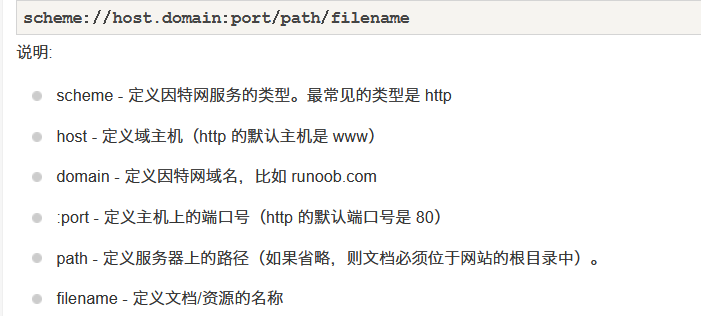 scheme://host.domain:port/path/filename
说明:
scheme - 定义因特网服务的类型。最常见的类型是 http
host - 定义域主机（http 的默认主机是 www）
domain - 定义因特网域名，比如 runoob.com
:port - 定义主机上的端口号（http 的默认端口号是 80）
path - 定义服务器上的路径（如果省略，则文档必须位于网站的根目录中）。
filename - 定义文档/资源的名称